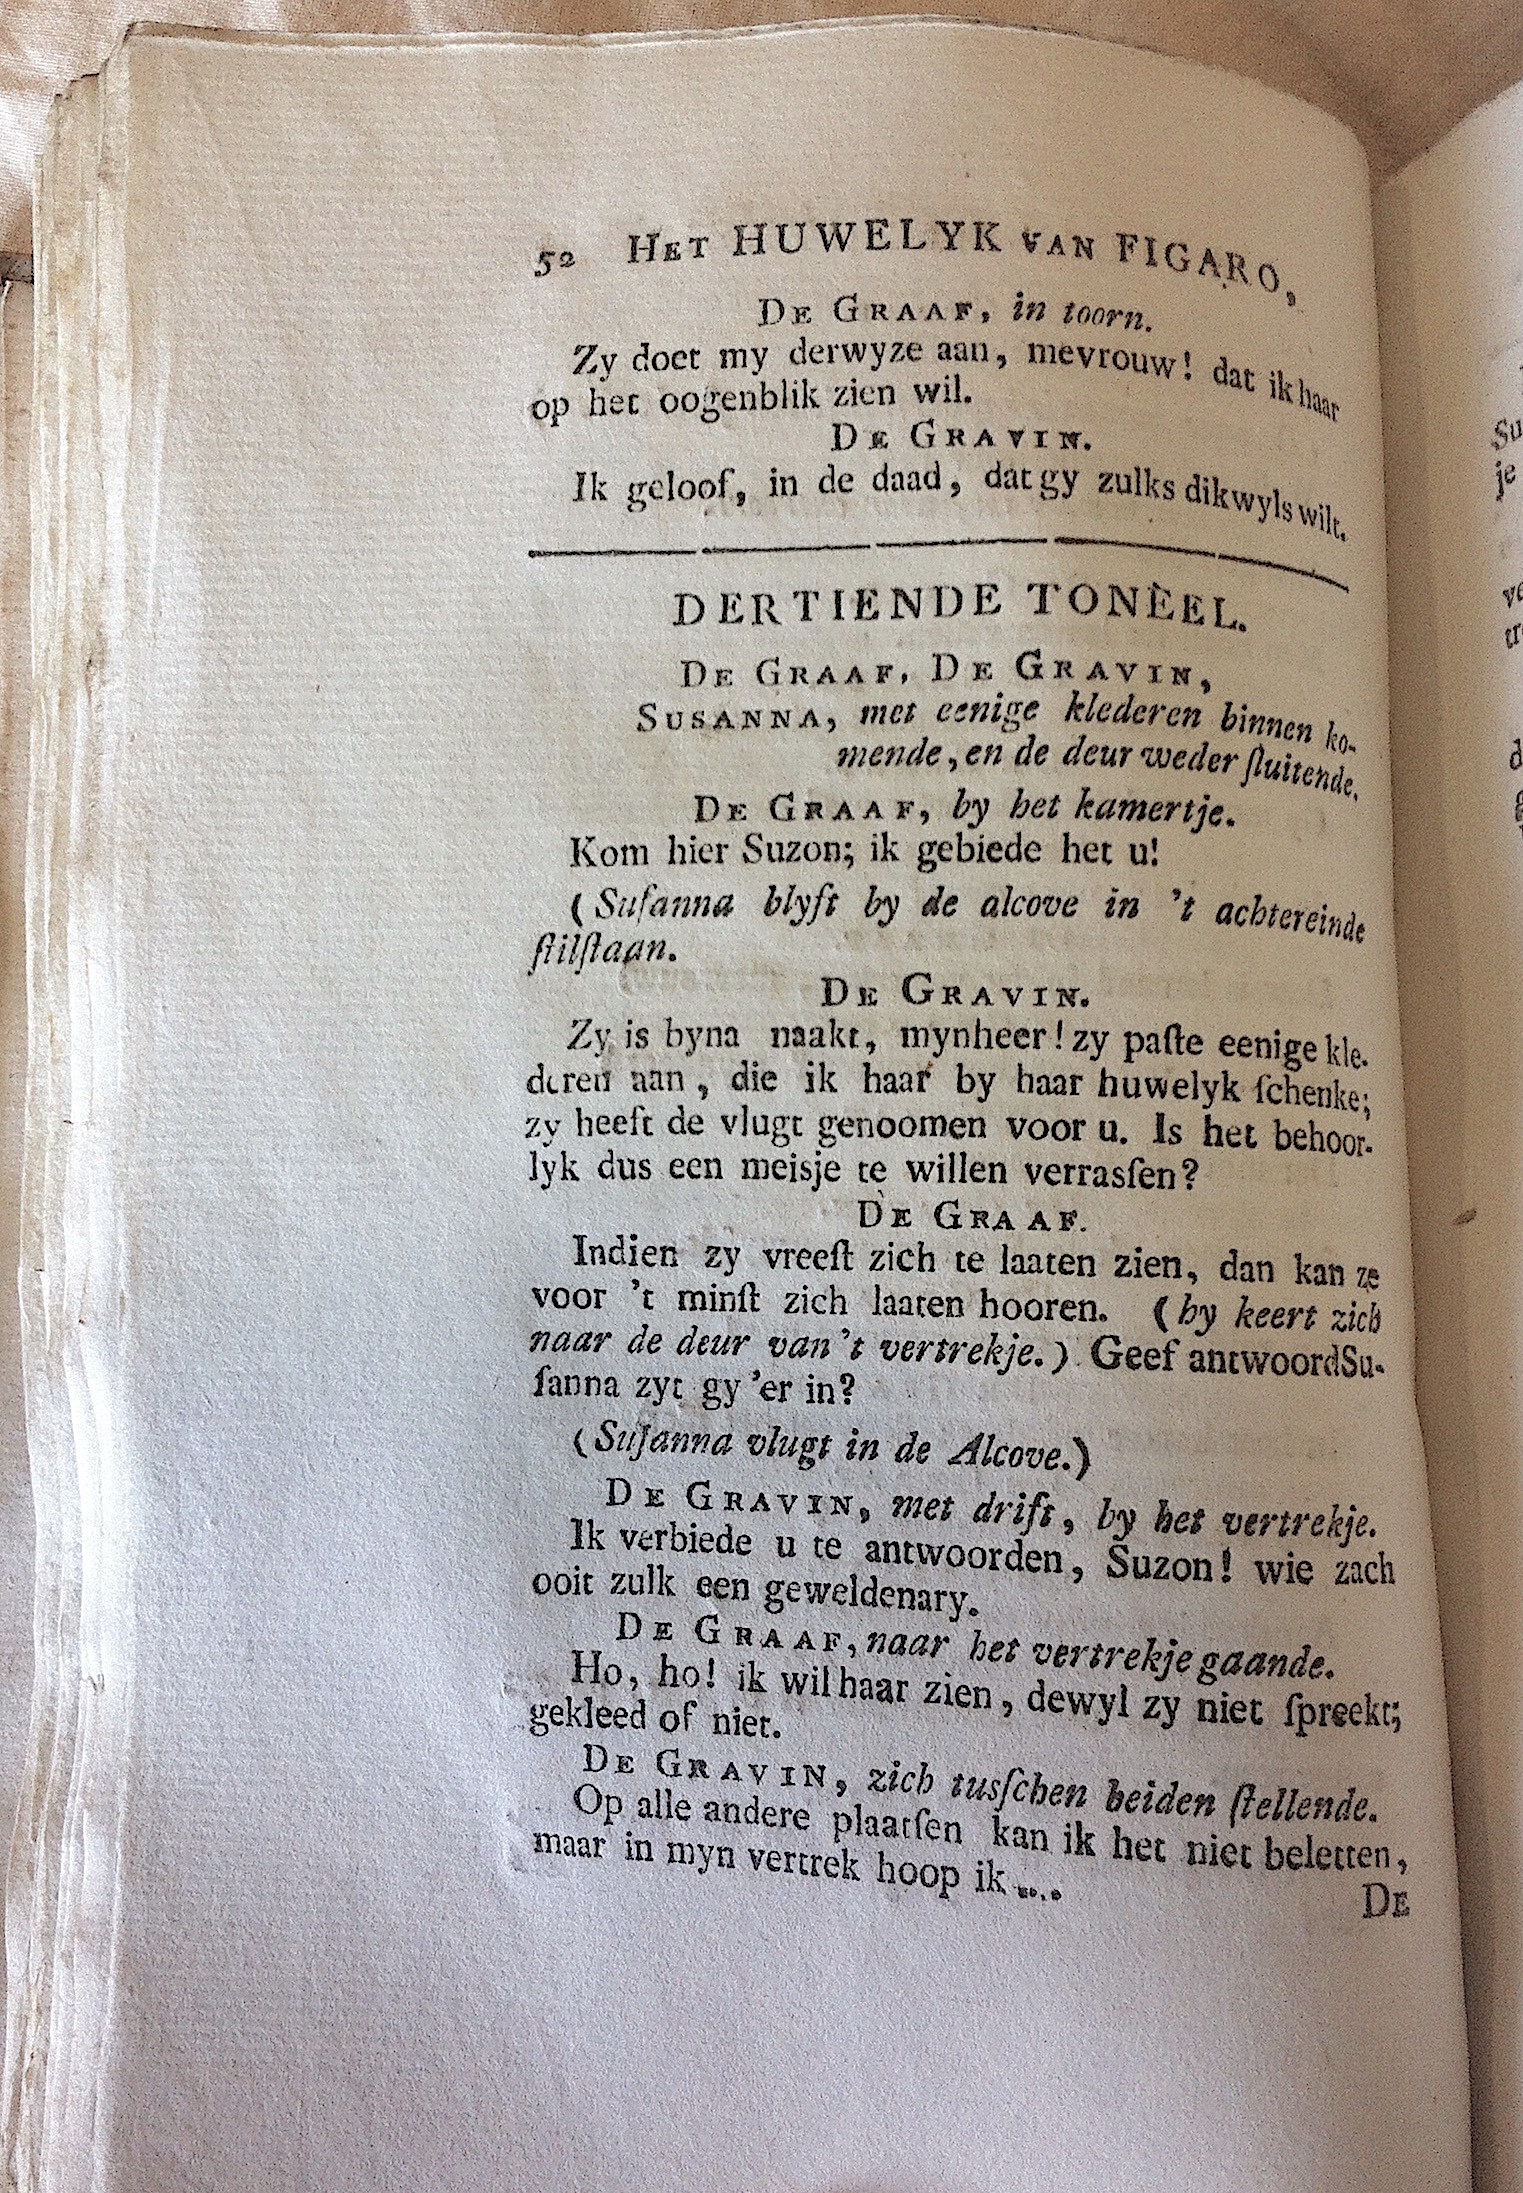 52 HET HUWELYK VAN FIGARO,
DE GRAAF, in toorn.
Zy doet my derwyze aan, mevrouw! dat ik haar
op het oogenblik zien wil.
DE GRAVIN.
Ik geloof, in de daad, dat gy zulks dikwyls wilt.
DERTIENDE TONÈEL.
DE GRAAF, DE GRAVIN,
SUSANNA, met eenige klederen binnen ko-
mende, en de deur weder ſluitende.
DE GRAAF, by het kamertje.
Kom hier Suzon; ik gebiede het u!
(Suſanna blyft by de alcove in 't achtereinde
ſtilſtaan.
DE GRAVIN.
Zy is byna naakt, mynheer! zy paſte eenige kle-
deren aan, die ik haar by haar huwelyk ſchenke;
zy heeft de vlugt genoomen voor u. Is het behoor-
lyk dus een meisje te willen verrasſen?
DE GRAAF.
Indien zy vreeſt zich te laaten zien, dan kan ze
voor 't minſt zich laaten hooren. (hy keert zich
naar de deur van't vertrekje.) Geef antwoord Su-
ſanna zyt gy 'er in?
(Suſanna vlugt in de Alcove.)
DE GRAVIN, met drift, by het vertrekje.
Ik verbiede u te antwoorden, Suzon! wie zach
ooit zulk een geweldenary.
DE GRAAF, naar het vertrekje gaande.
Ho, ho! ik wil haar zien, dewyl zy niet ſpreekt;
gekleed of niet.
DE GRAVIN, zich tusſchen beiden ſtellende.
Op alle andere plaatſen kan ik het niet beletten,
maar in myn vertrek hoop ik ....
DE